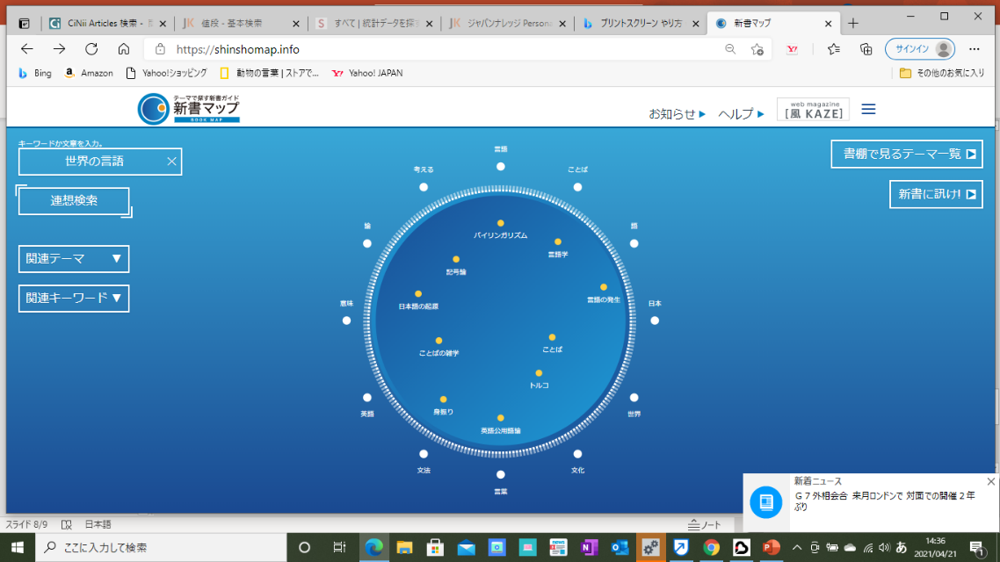 CiNii Articles 検索 -
値段 - 基本検索
すべて | 統計データを探す
ジャパンナレッジ Persona
プリントスクリーン やり方
新書マップ
https://shinshomap.info
サインイン
Bing
Amazon
Yahoo!ショッピング
動物の言葉 | ストアで...
Yahoo! JAPAN
その他のお気に入り
テーマで探す新書ガイド
新書マップ
BOOK MAP
お知らせ▶
ヘルプ▶
web magazine
[風 KAZE]
キーワードか文章を入力。
世界の言語
連想検索
関連テーマ ▼
関連キーワード ▼
書棚で見るテーマ一覧
新書に訊け!
言語
考える
ことば
論
語
意味
日本
英語
世界
文法
文化
言葉
バイリンガリズム
言語学
記号論
言語の発生
日本語の起源
ことばの雑学
ことば
トルコ
身振り
英語公用語論
新着ニュース
G7外相会合 来月ロンドンで 対面での開催2年
ぶり
スライド 8/9
日本語
ノート
ここに入力して検索
あ
14:36
2021/04/21